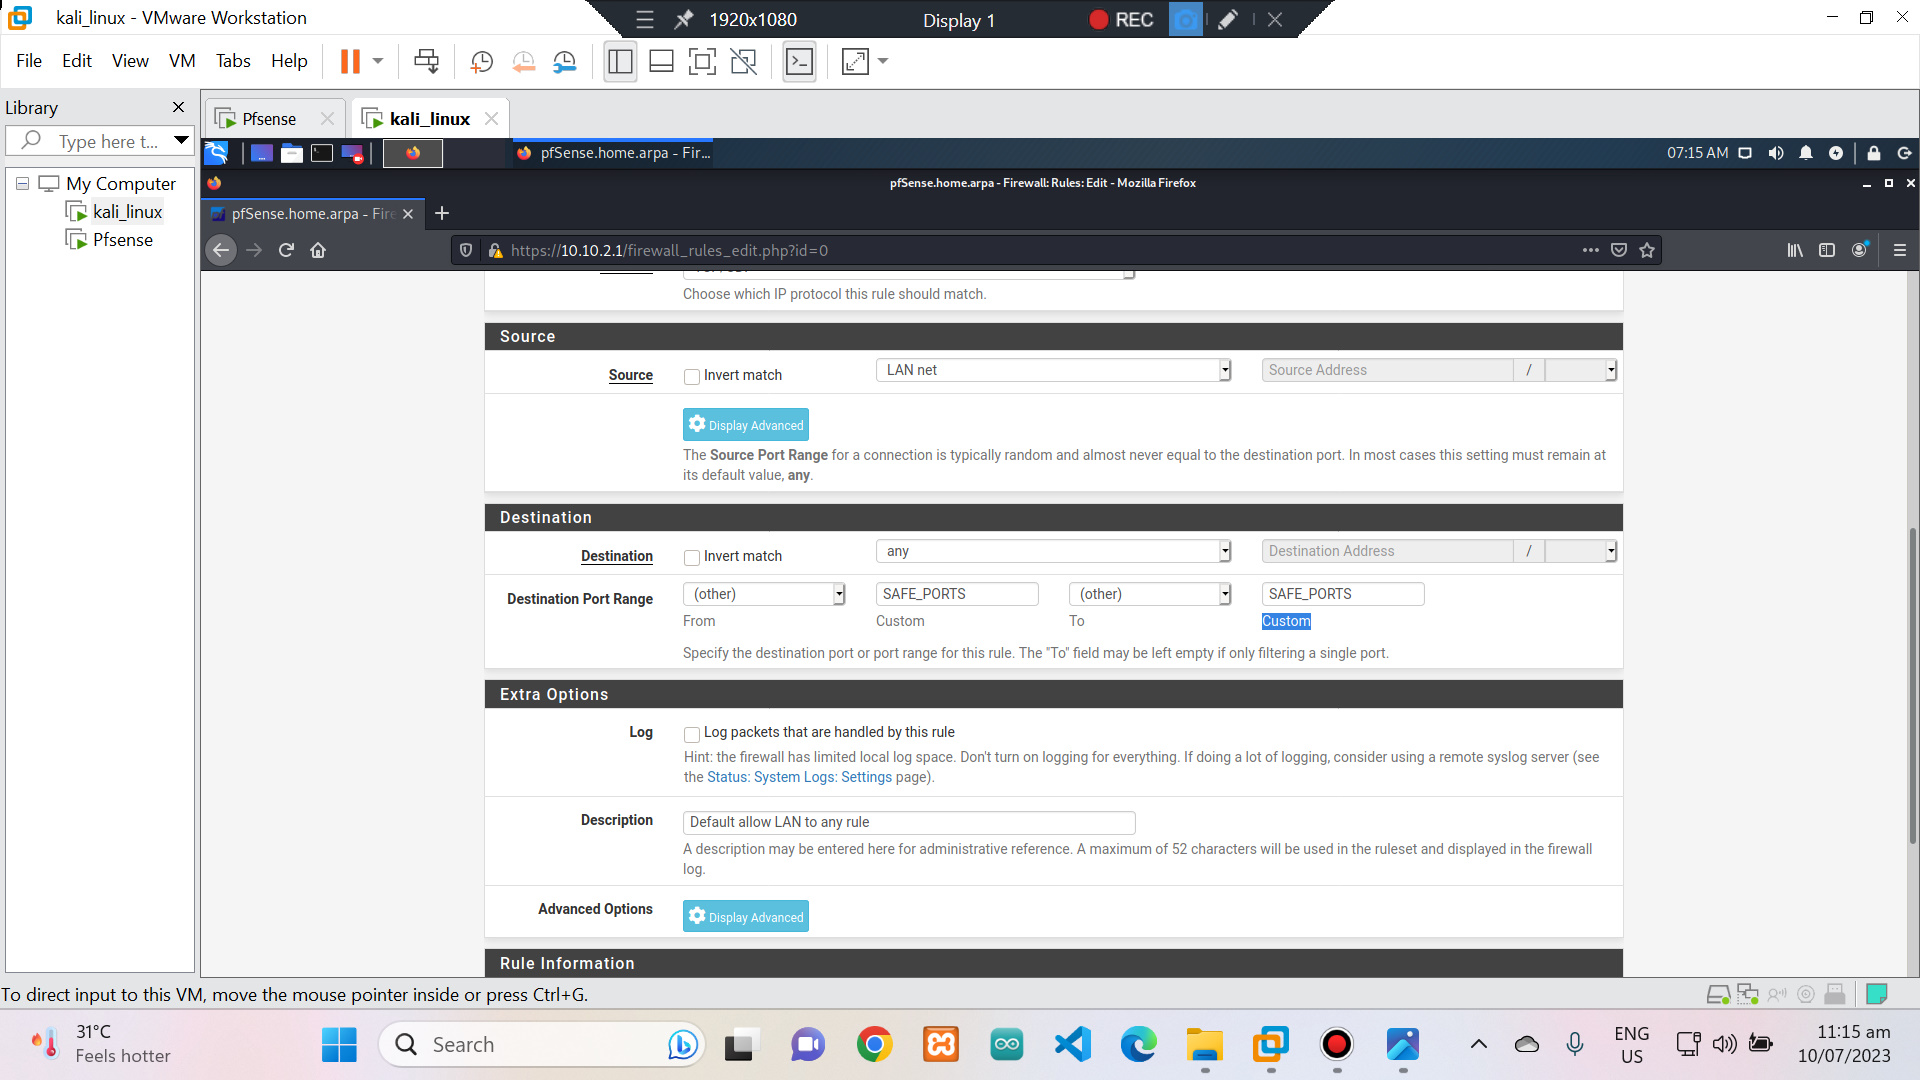 kali_linux - VMware Workstation
1920x1080
Display 1
REC
File Edit View VM Tabs Help
Library
Type here t...
My Computer
kali_linux
Pfsense
Pfsense
kali_linux
pfSense.home.arpa - Fir...
07:15 AM
pfSense.home.arpa - Firewall: Rules: Edit - Mozilla Firefox
pfSense.home.arpa - Fire
https://10.10.2.1/firewall_rules_edit.php?id=0
Choose which IP protocol this rule should match.
Source
Source
Invert match
LAN net
Source Address
/
Display Advanced
The Source Port Range for a connection is typically random and almost never equal to the destination port. In most cases this setting must remain at
its default value, any.
Destination
Destination
Invert match
any
Destination Address
/
Destination Port Range
(other)
SAFE_PORTS
(other)
SAFE_PORTS
From
Custom
To
Custom
Specify the destination port or port range for this rule. The "To" field may be left empty if only filtering a single port.
Extra Options
Log
Log packets that are handled by this rule
Hint: the firewall has limited local log space. Don't turn on logging for everything. If doing a lot of logging, consider using a remote syslog server (see
the Status: System Logs: Settings page).
Description
Default allow LAN to any rule
A description may be entered here for administrative reference. A maximum of 52 characters will be used in the ruleset and displayed in the firewall
log.
Advanced Options
Display Advanced
Rule Information
To direct input to this VM, move the mouse pointer inside or press Ctrl+G.
31°C
Feels hotter
Search
ENG
US
11:15 am
10/07/2023